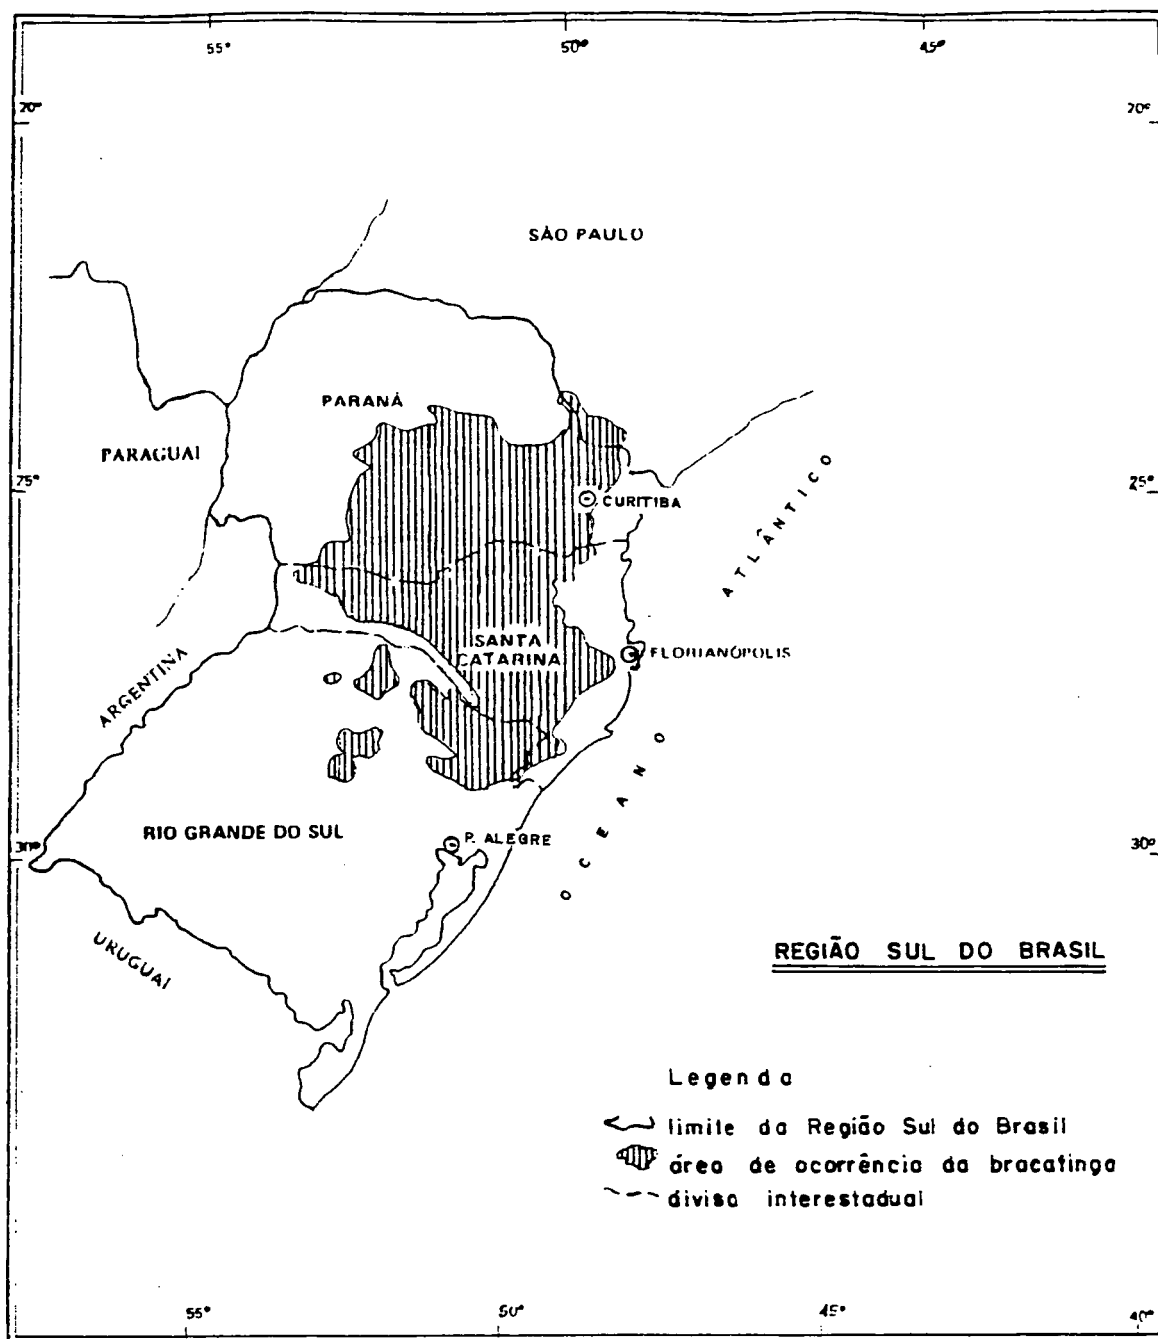 55° 50° 45°
20° 20°
SÃO PAULO
PARANÁ
PARAGUAI
25° 25°
CURITIBA
ATLÂNTICO
SANTA
CATARINA
FLORIANÓPOLIS
ARGENTINA
OCEANO
RIO GRANDE DO SUL
P. ALEGRE
30° 30°
URUGUAI
REGIÃO SUL DO BRASIL
Legenda
limite da Região Sul do Brasil
área de ocorrência da bracatinga
divisa interestadual
55° 50° 45° 40°